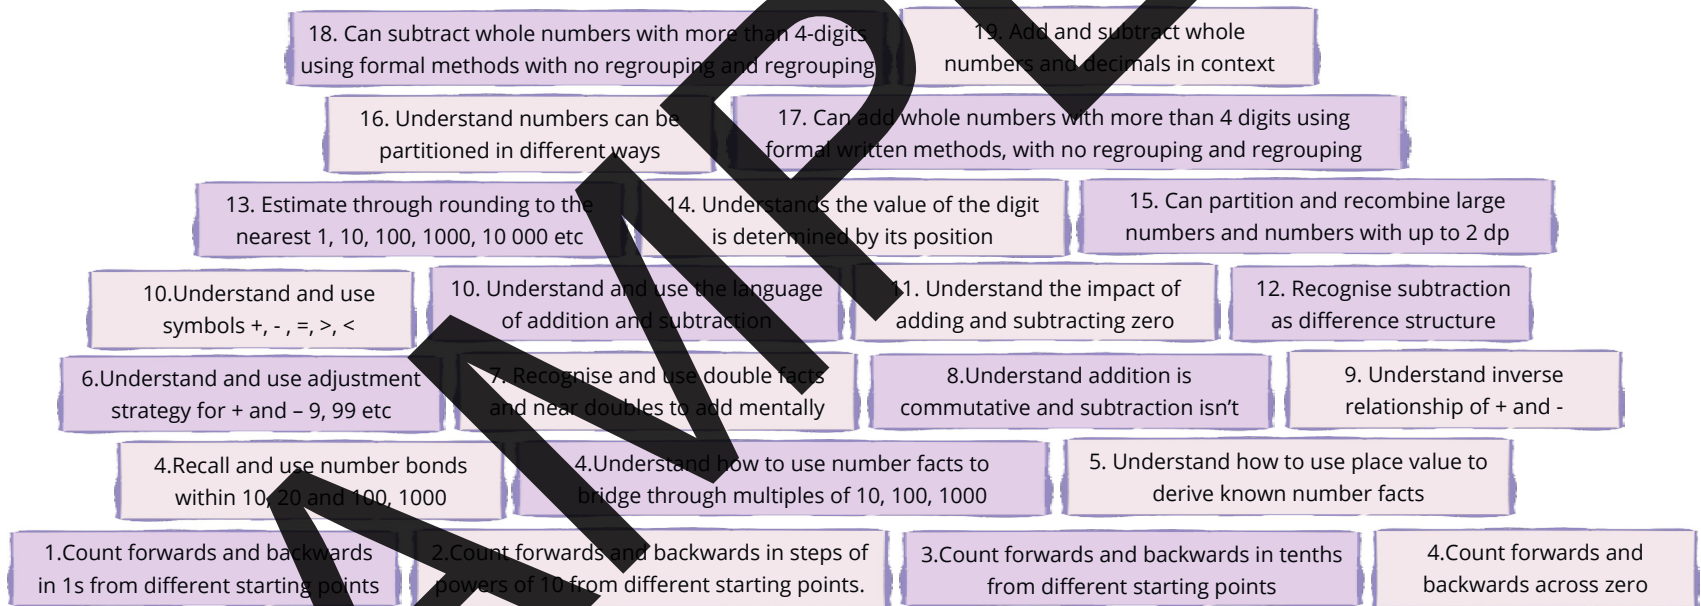 18. Can subtract whole numbers with more than 4-digits
using formal methods with no regrouping and regrouping
19. Add and subtract whole
numbers and decimals in context
16. Understand numbers can be
partitioned in different ways
17. Can add whole numbers with more than 4 digits using
formal written methods, with no regrouping and regrouping
13. Estimate through rounding to the
nearest 1, 10, 100, 1000, 10 000 etc
14. Understands the value of the digit
is determined by its position
15. Can partition and recombine large
numbers and numbers with up to 2 dp
10.Understand and use
symbols +, - , =, >, <
10. Understand and use the language
of addition and subtraction
11. Understand the impact of
adding and subtracting zero
12. Recognise subtraction
as difference structure
6.Understand and use adjustment
strategy for + and – 9, 99 etc
7. Recognise and use double facts
and near doubles to add mentally
8.Understand addition is
commutative and subtraction isn’t
9. Understand inverse
relationship of + and -
4.Recall and use number bonds
within 10, 20 and 100, 1000
4.Understand how to use number facts to
bridge through multiples of 10, 100, 1000
5. Understand how to use place value to
derive known number facts
1.Count forwards and backwards
in 1s from different starting points
2.Count forwards and backwards in steps of
powers of 10 from different starting points.
3.Count forwards and backwards in tenths
from different starting points
4.Count forwards and
backwards across zero
AMPL